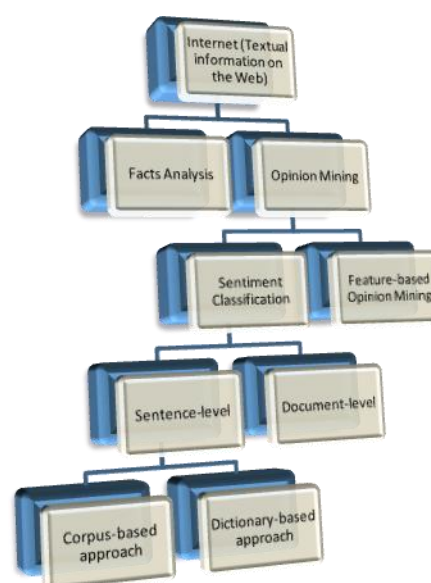 Internet (Textual
information on
the Web)
Facts Analysis
Opinion Mining
Sentiment
Classification
Feature-based
Opinion Mining
Sentence-level
Document-level
Corpus-based
approach
Dictionary-based
approach